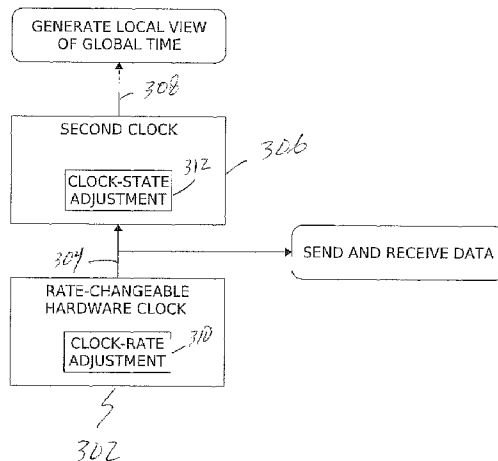 GENERATE LOCAL VIEW
OF GLOBAL TIME
308
SECOND CLOCK
306
312
CLOCK-STATE
ADJUSTMENT
304
SEND AND RECEIVE DATA
RATE-CHANGEABLE
HARDWARE CLOCK
310
CLOCK-RATE
ADJUSTMENT
302